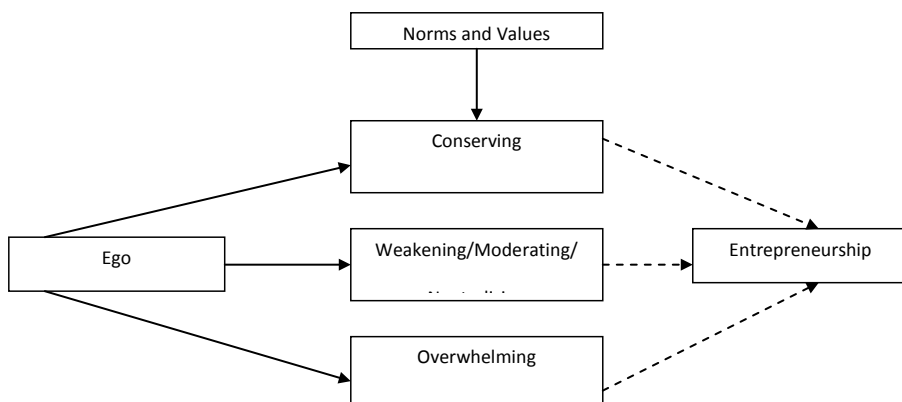 Norms and Values
Conserving
Ego
Weakening/Moderating/
Entrepreneurship
Overwhelming